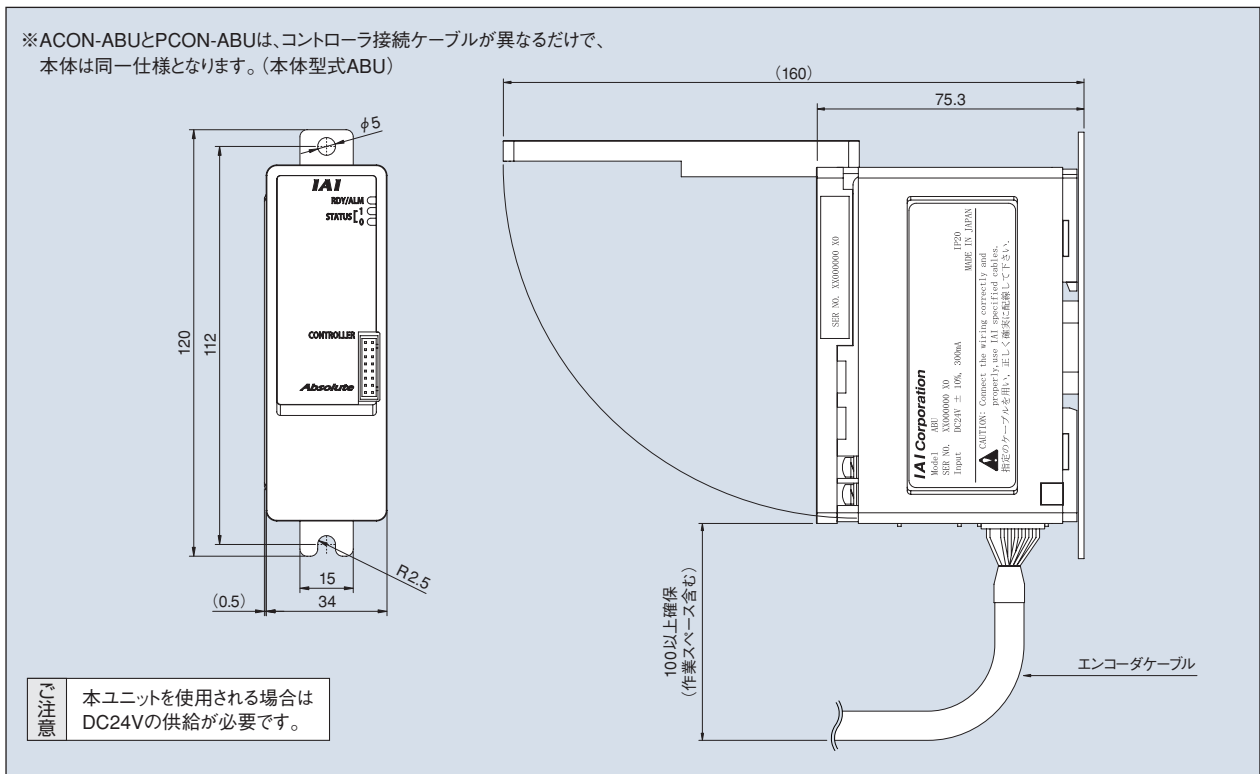 ※ACON-ABUとPCON-ABUは、コントローラ接続ケーブルが異なるだけで、
本体は同一仕様となります。（本体型式ABU）
（160）
75.3
φ5
120
112
IAI
RDY/ALM
STATUS
1
0
CONTROLLER
Absolute
R2.5
15
（0.5）
34
SER NO. XX000000 X0
IAI Corporation
Model ABU
SER NO. XX000000 X0
Input DC24V ± 10%, 300mA
IP20
MADE IN JAPAN
CAUTION: Connect the wiring correctly and
properly, use IAI specified cables.
指定のケーブルを用い、正しく確実に配線して下さい。
100以上確保
（作業スペース含む）
エンコーダケーブル
ご注意
本ユニットを使用される場合は
DC24Vの供給が必要です。